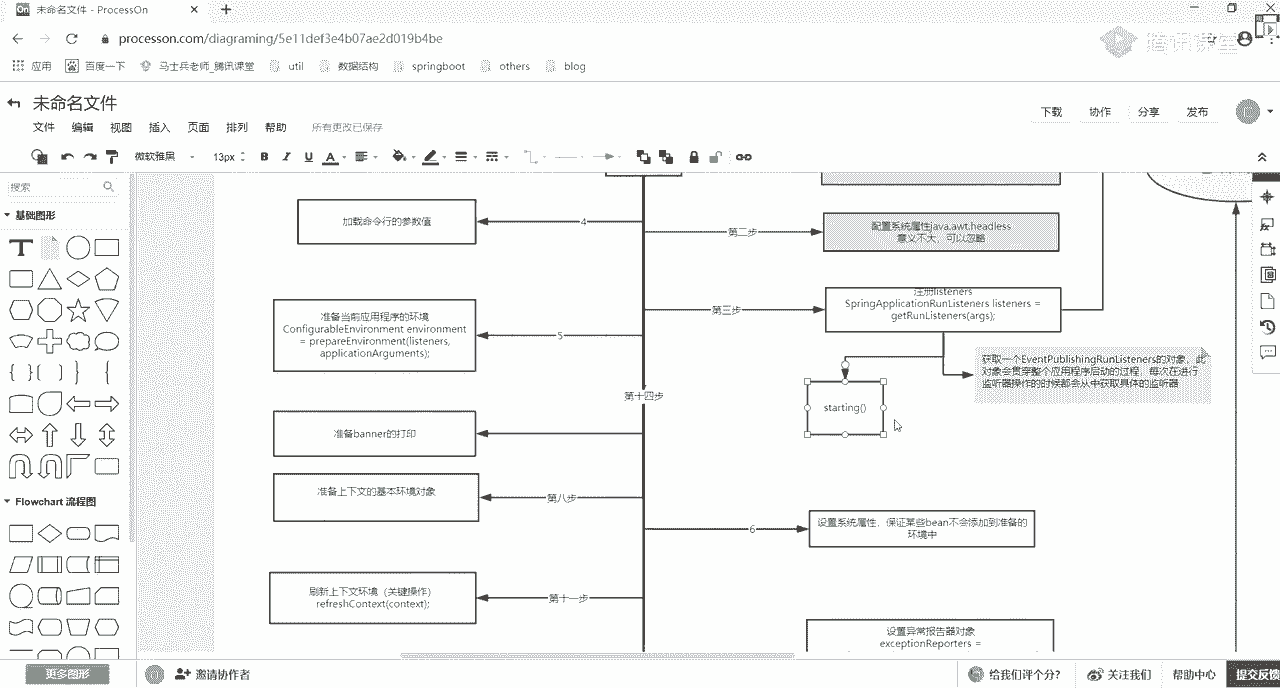 未命名文件 - ProcessOn
processon.com/diagraming/5e11def3e4b07ae2d019b4be
腾讯课堂
应用
百度一下
马士兵老师_腾讯课堂
util
数据结构
springboot
others
blog
未命名文件
下载
协作
分享
发布
文件
编辑
视图
插入
页面
排列
帮助
所有更改已保存
微软雅黑
13px
B
I
U
A
搜索
基础图形
T
Flowchart 流程图
更多图形
加载命令行的参数值
4
第二步
配置系统属性java.awt.headless
意义不大，可以忽略
准备当前应用程序的环境
ConfigurableEnvironment environment
= prepareEnvironment(listeners,
applicationArguments);
5
第三步
注册listeners
SpringApplicationRunListeners listeners =
getRunListeners(args);
获取一个EventPublishingRunListeners的对象，此
对象会贯穿整个应用程序启动的过程，每次在进行
监听器操作的时候都会从中获取具体的监听器
第十四步
starting()
准备banner的打印
准备上下文的基本环境对象
第八步
6
设置系统属性，保证某些bean不会添加到准备的
环境中
刷新上下文环境（关键操作）
refreshContext(context);
第十一步
设置异常报告器对象
exceptionReporters =
邀请协作者
给我们评个分?
关注我们
帮助中心
提交反馈